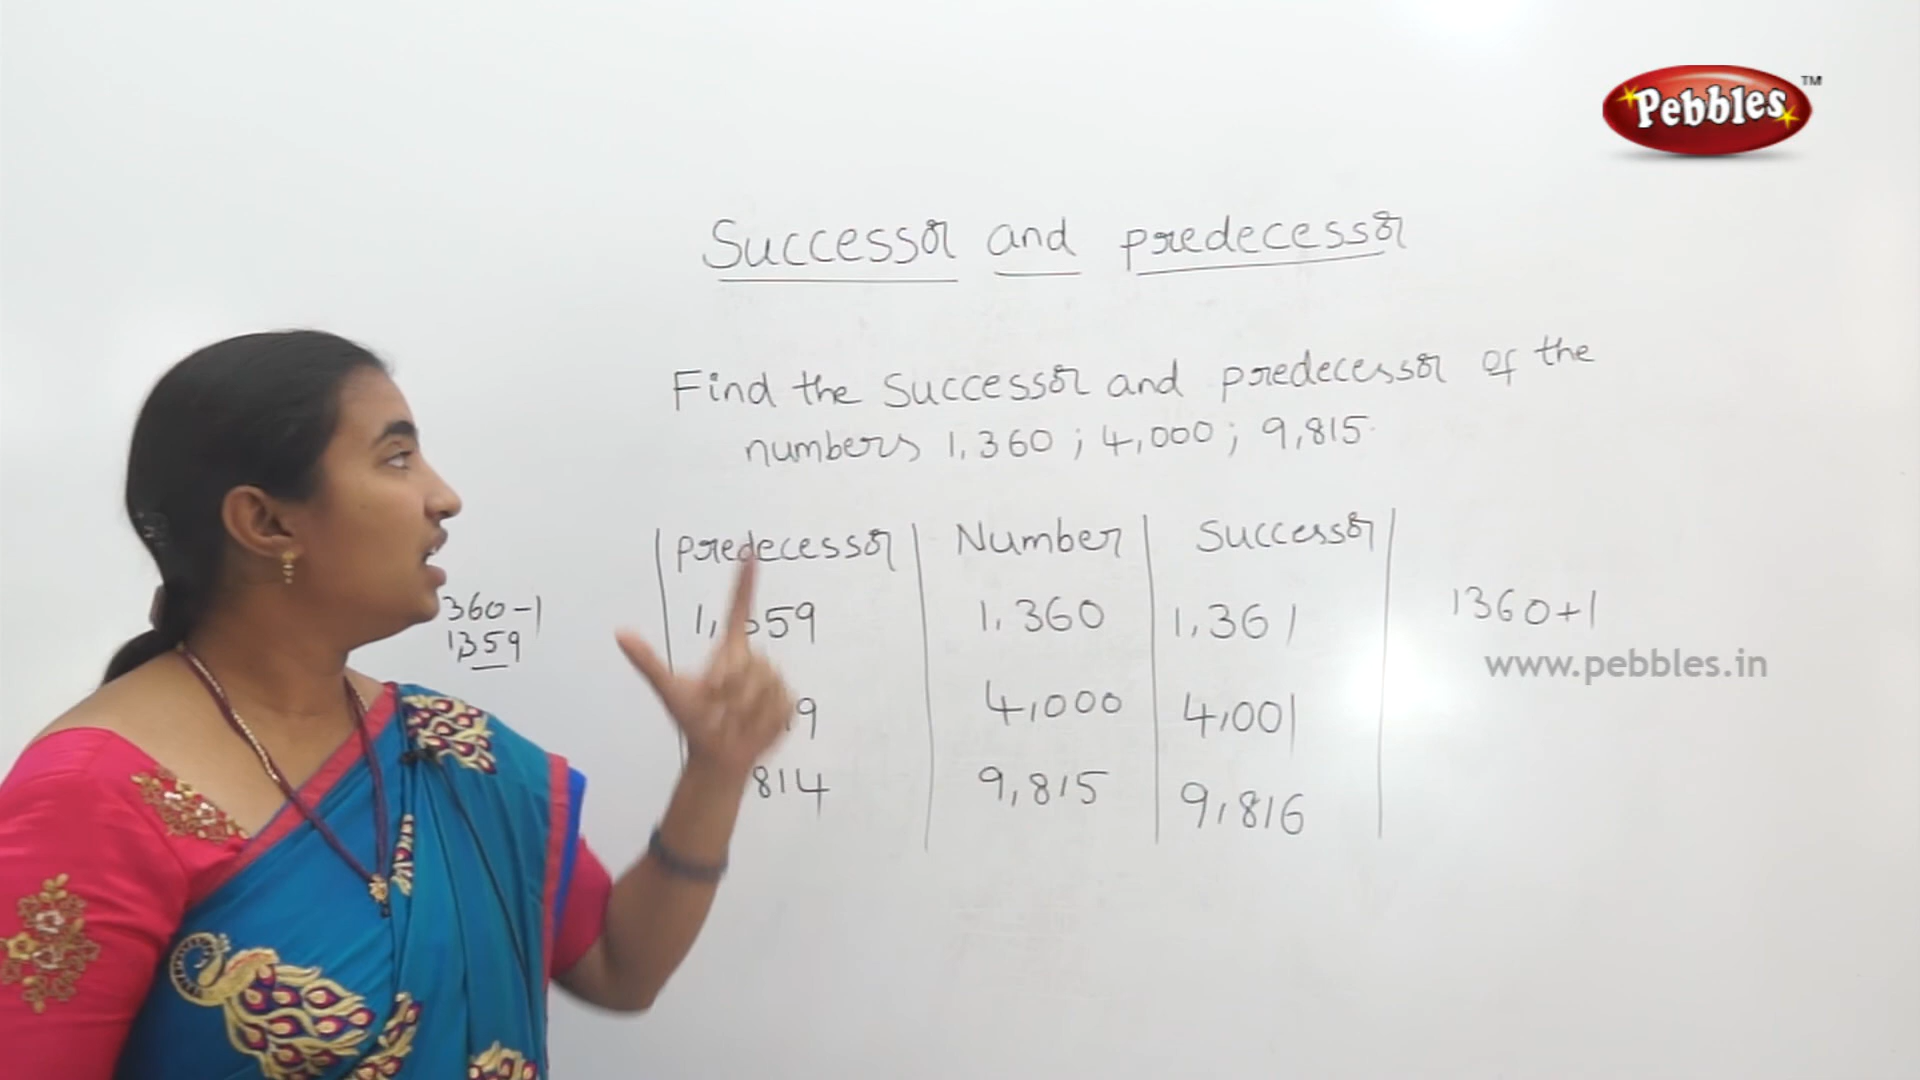 Pebbles TM
Successor and predecessor
Find the successor and predecessor of the
numbers 1,360 ; 4,000 ; 9,815
predecessor Number Successor
360-1 1,360 1,361 1360+1
1359
www.pebbles.in
4,000 4,001
814 9,815 9,816